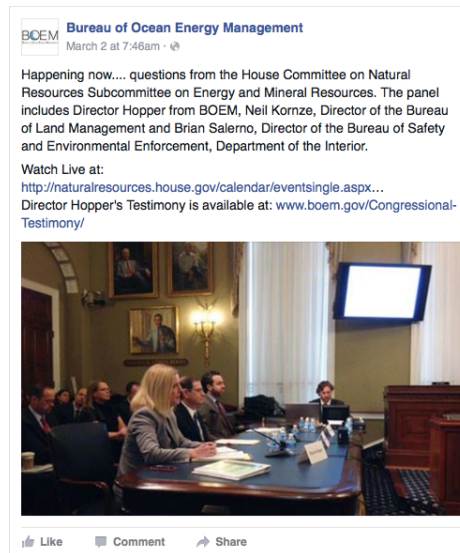 BOEM
Bureau of Ocean Energy Management
March 2 at 7:46am ·
Happening now.... questions from the House Committee on Natural
Resources Subcommittee on Energy and Mineral Resources. The panel
includes Director Hopper from BOEM, Neil Kornze, Director of the Bureau
of Land Management and Brian Salerno, Director of the Bureau of Safety
and Environmental Enforcement, Department of the Interior.
Watch Live at:
http://naturalresources.house.gov/calendar/eventsingle.aspx…
Director Hopper's Testimony is available at: www.boem.gov/Congressional-
Testimony/
Like Comment Share